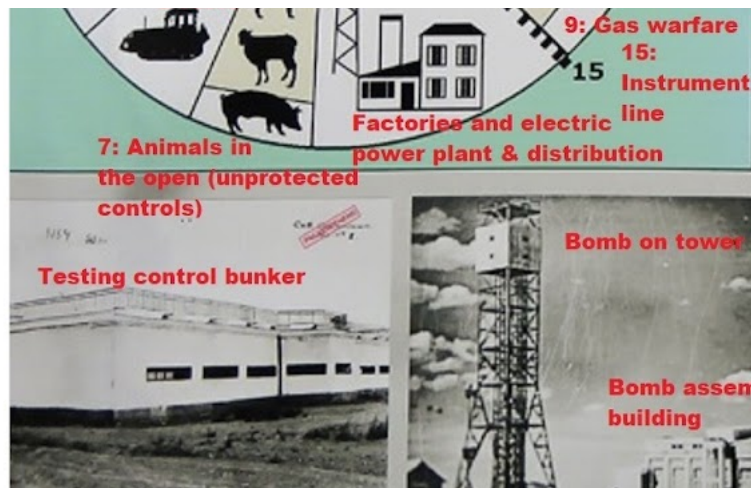 9: Gas warfare
15:
15
Instrument
line
Factories and electric
power plant & distribution
7: Animals in
the open (unprotected
controls)
Testing control bunker
Bomb on tower
Bomb assem
building